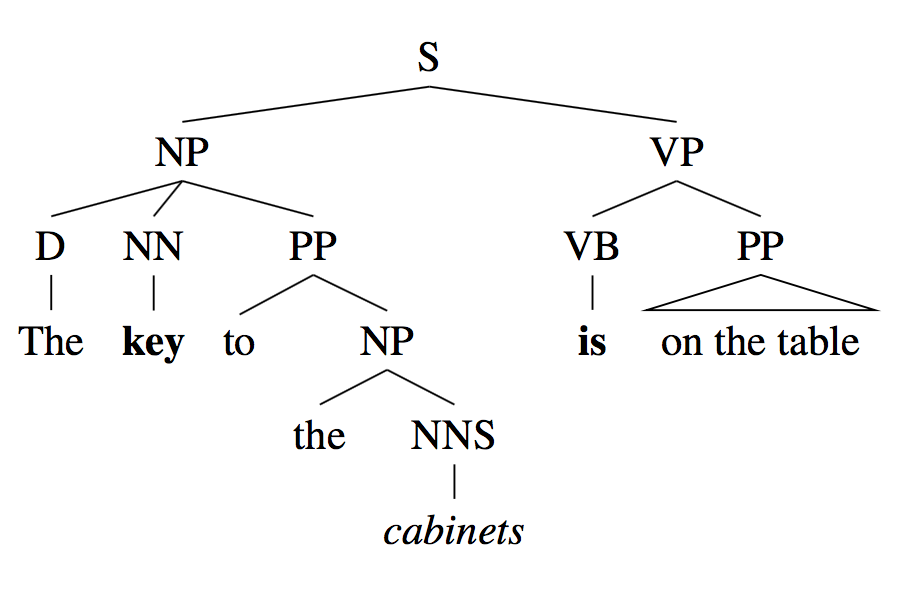 S
NP VP
D NN PP VB PP
The key to NP is on the table
the NNS
cabinets